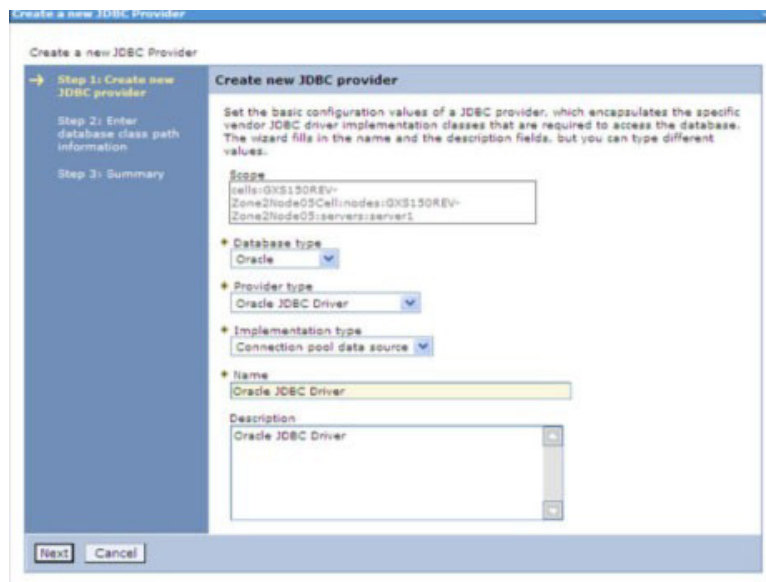 Create a new JDBC Provider
Create a new JDBC Provider
Step 1: Create new
JDBC provider
Step 2: Enter
database class path
information
Step 3: Summary
Create new JDBC provider
Set the basic configuration values of a JDBC provider, which encapsulates the specific
vendor JDBC driver implementation classes that are required to access the database.
The wizard fills in the name and the description fields, but you can type different
values.
Scope
cells:GXS150REV-
Zone2Node05Cell:nodes:GXS150REV-
Zone2Node05:servers:server1
Database type
Oracle
Provider type
Oracle JDBC Driver
Implementation type
Connection pool data source
Name
Oracle JDBC Driver
Description
Oracle JDBC Driver
Next
Cancel